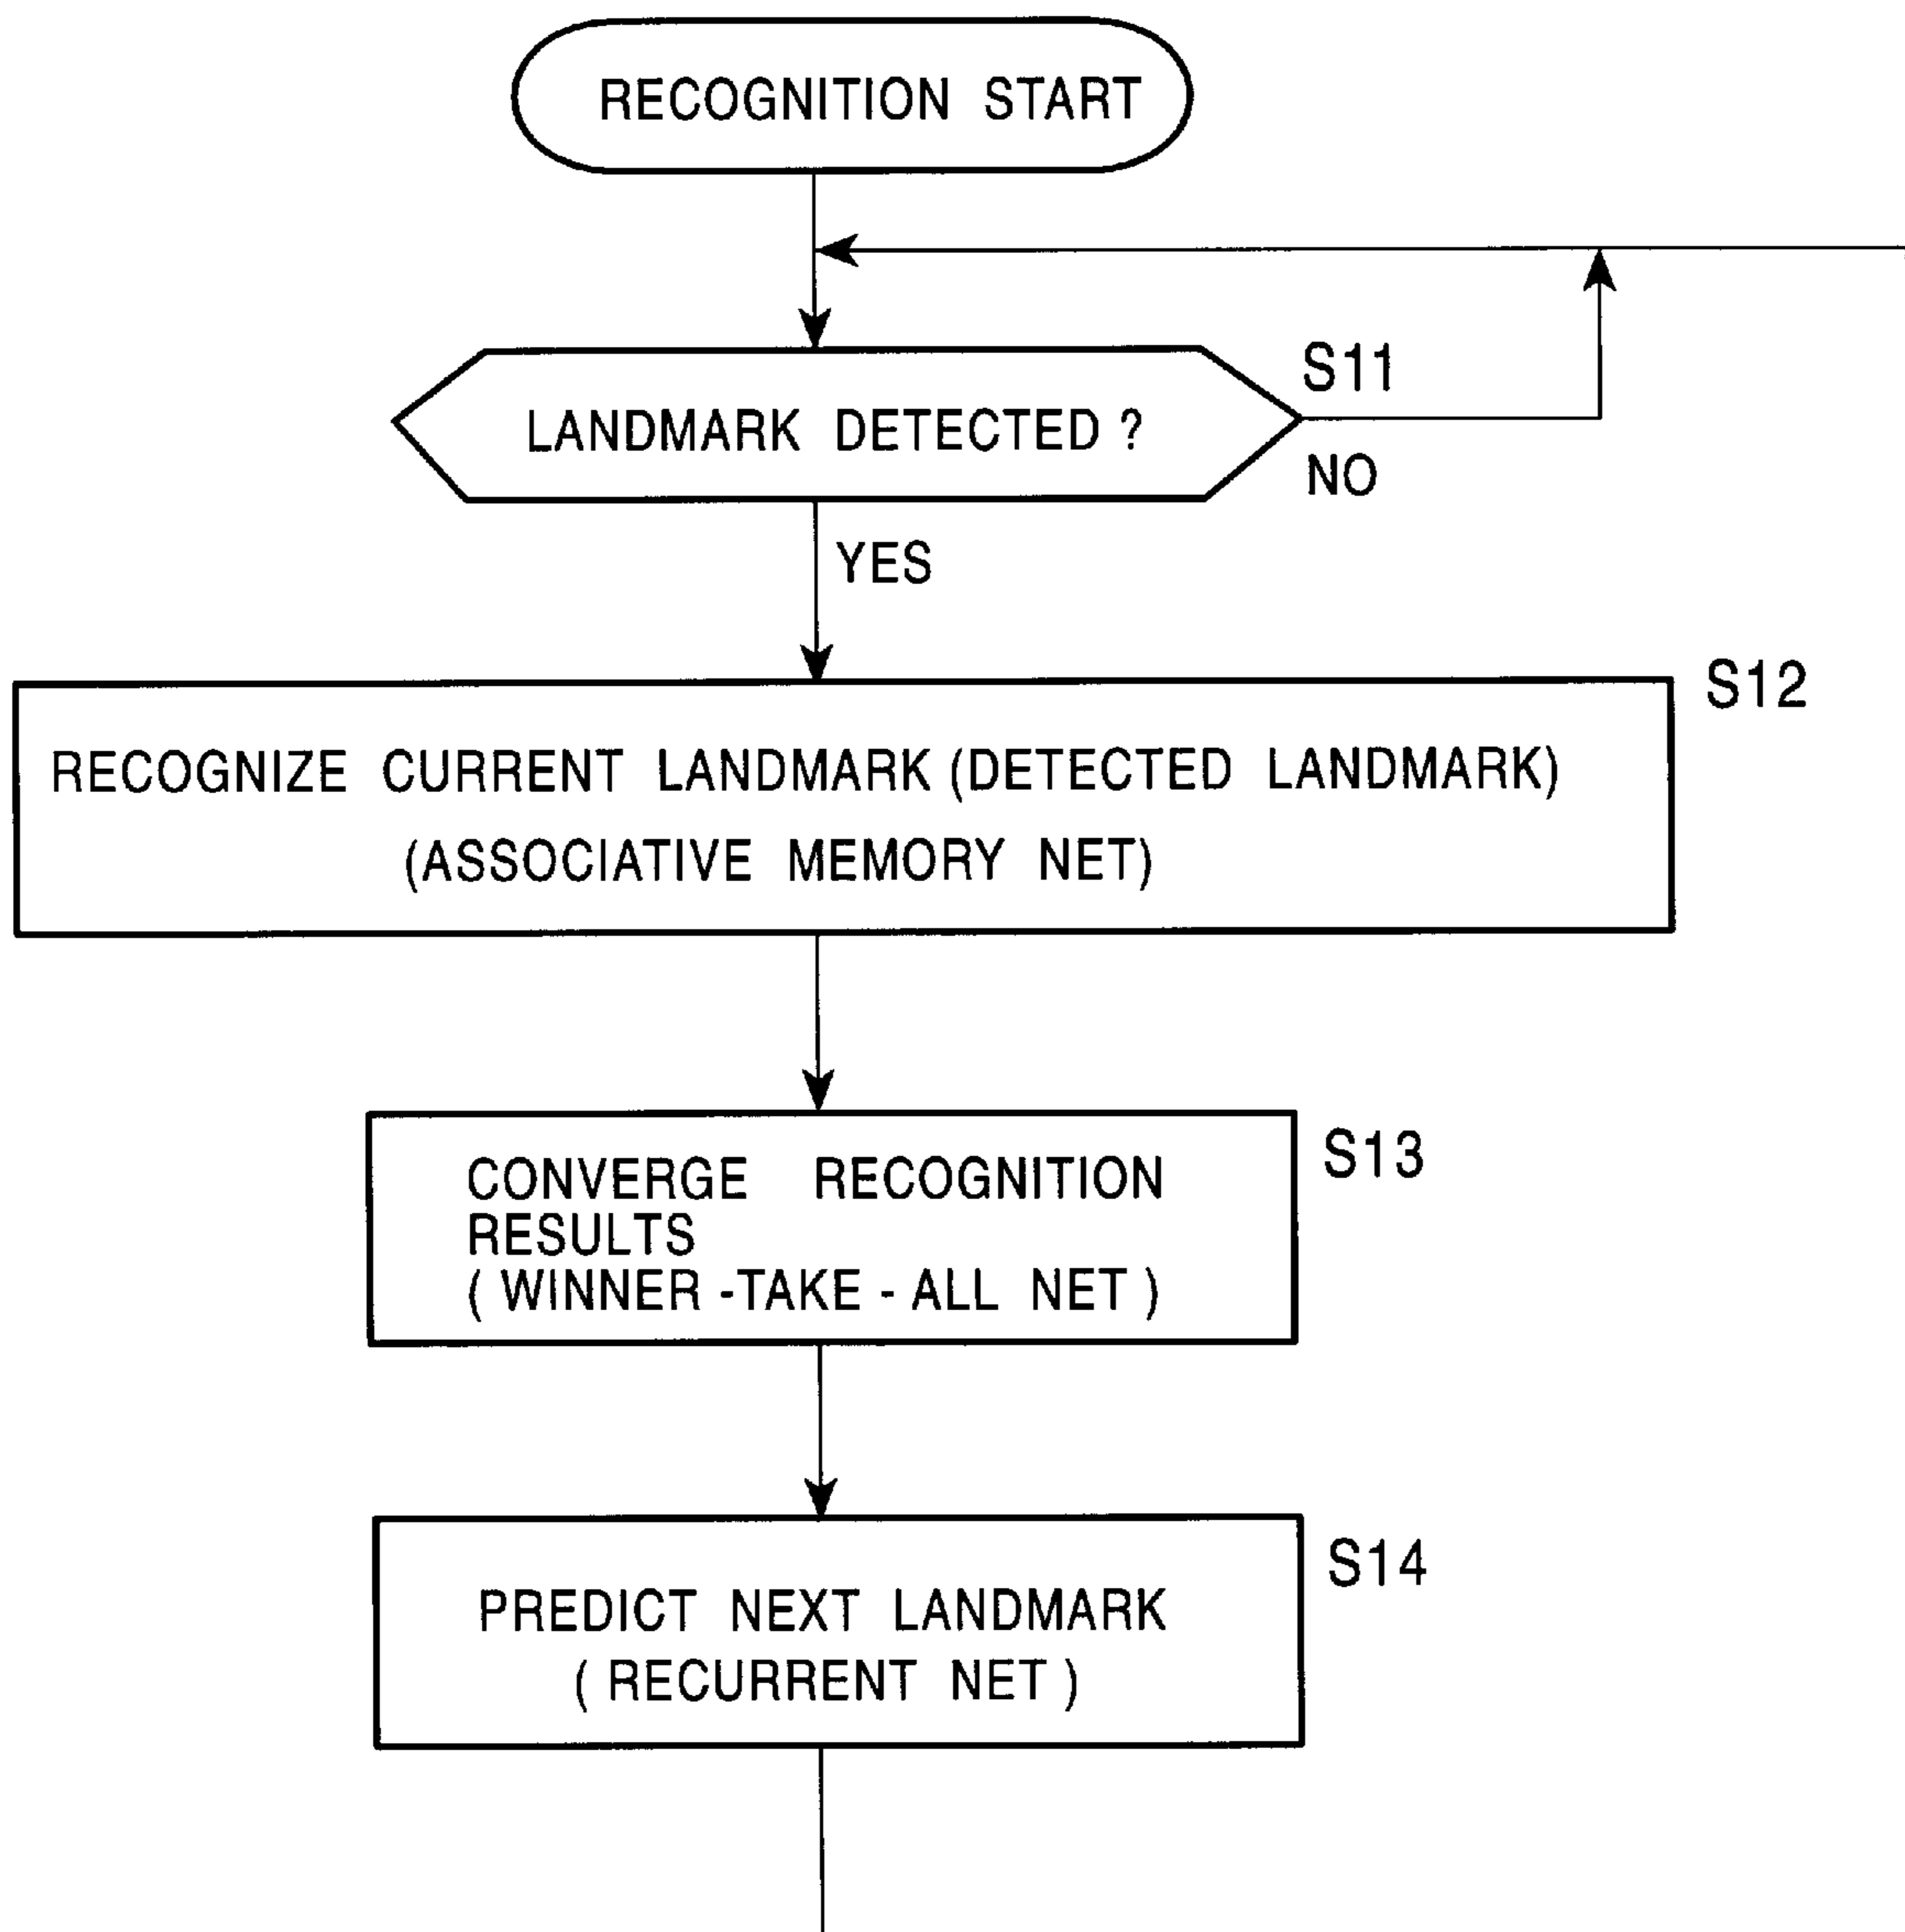 RECOGNITION START
S11
LANDMARK DETECTED ?
NO
YES
S12
RECOGNIZE CURRENT LANDMARK (DETECTED LANDMARK)
(ASSOCIATIVE MEMORY NET)
S13
CONVERGE RECOGNITION
RESULTS
( WINNER -TAKE - ALL NET )
S14
PREDICT NEXT LANDMARK
( RECURRENT NET )